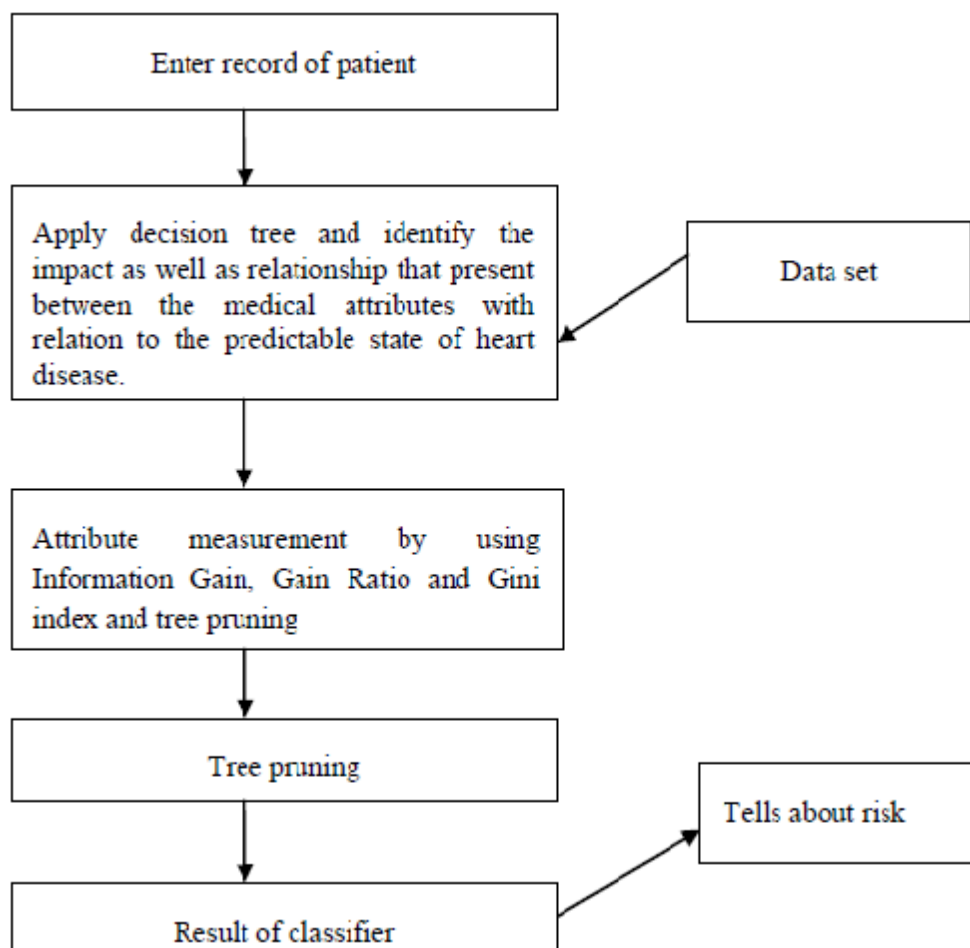 Enter record of patient
Apply decision tree and identify the
impact as well as relationship that present
between the medical attributes with
relation to the predictable state of heart
disease.
Data set
Attribute measurement by using
Information Gain, Gain Ratio and Gini
index and tree pruning
Tree pruning
Tells about risk
Result of classifier